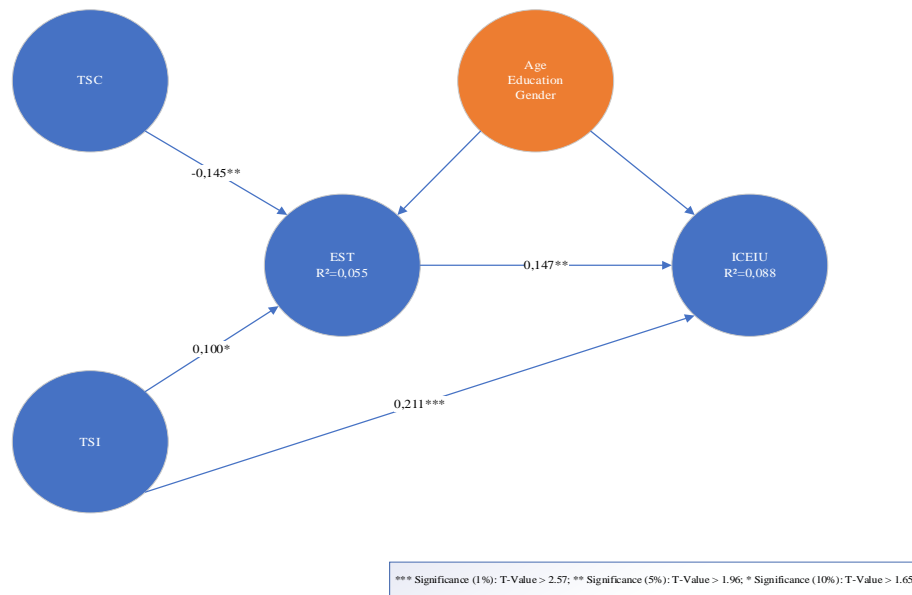 TSC
Age
Education
Gender
-0,145**
EST
R²=0,055
0,147**
ICEIU
R²=0,088
0,100*
0,211***
TSI
*** Significance (1%): T-Value > 2.57; ** Significance (5%): T-Value > 1.96; * Significance (10%): T-Value > 1.65